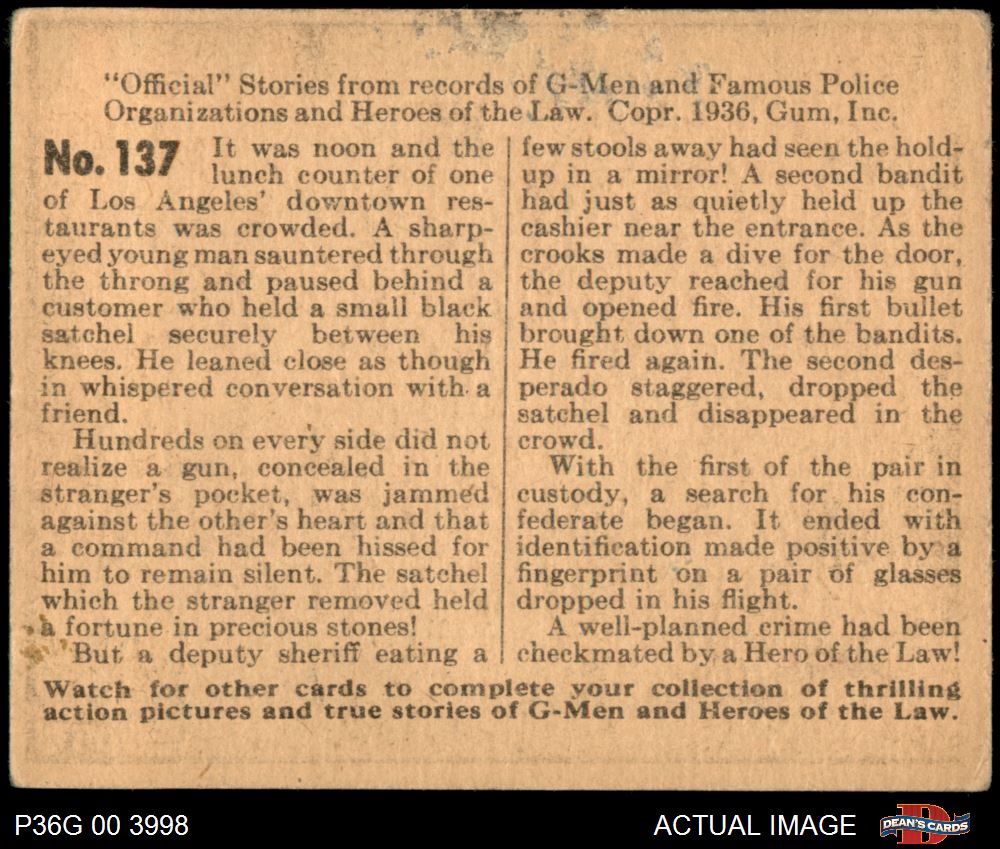 "Official" Stories from records of G-Men and Famous Police
Organizations and Heroes of the Law. Copr. 1936, Gum, Inc.
No. 137 It was noon and the
lunch counter of one
of Los Angeles' downtown res-
taurants was crowded. A sharp-
eyed young man sauntered through
the throng and paused behind a
customer who held a small black
satchel securely between his
knees. He leaned close as though
in whispered conversation with a
friend.
Hundreds on every side did not
realize a gun, concealed in the
stranger's pocket, was jammed
against the other's heart and that
a command had been hissed for
him to remain silent. The satchel
which the stranger removed held
a fortune in precious stones!
But a deputy sheriff eating a
few stools away had seen the hold-
up in a mirror! A second bandit
had just as quietly held up the
cashier near the entrance. As the
crooks made a dive for the door,
the deputy reached for his gun
and opened fire. His first bullet
brought down one of the bandits.
He fired again. The second des-
perado staggered, dropped the
satchel and disappeared in the
crowd.
With the first of the pair in
custody, a search for his con-
federate began. It ended with
identification made positive by a
fingerprint on a pair of glasses
dropped in his flight.
A well-planned crime had been
checkmated by a Hero of the Law!
Watch for other cards to complete your collection of thrilling
action pictures and true stories of G-Men and Heroes of the Law.
P36G 00 3998
ACTUAL IMAGE
DEAN'S CARDS